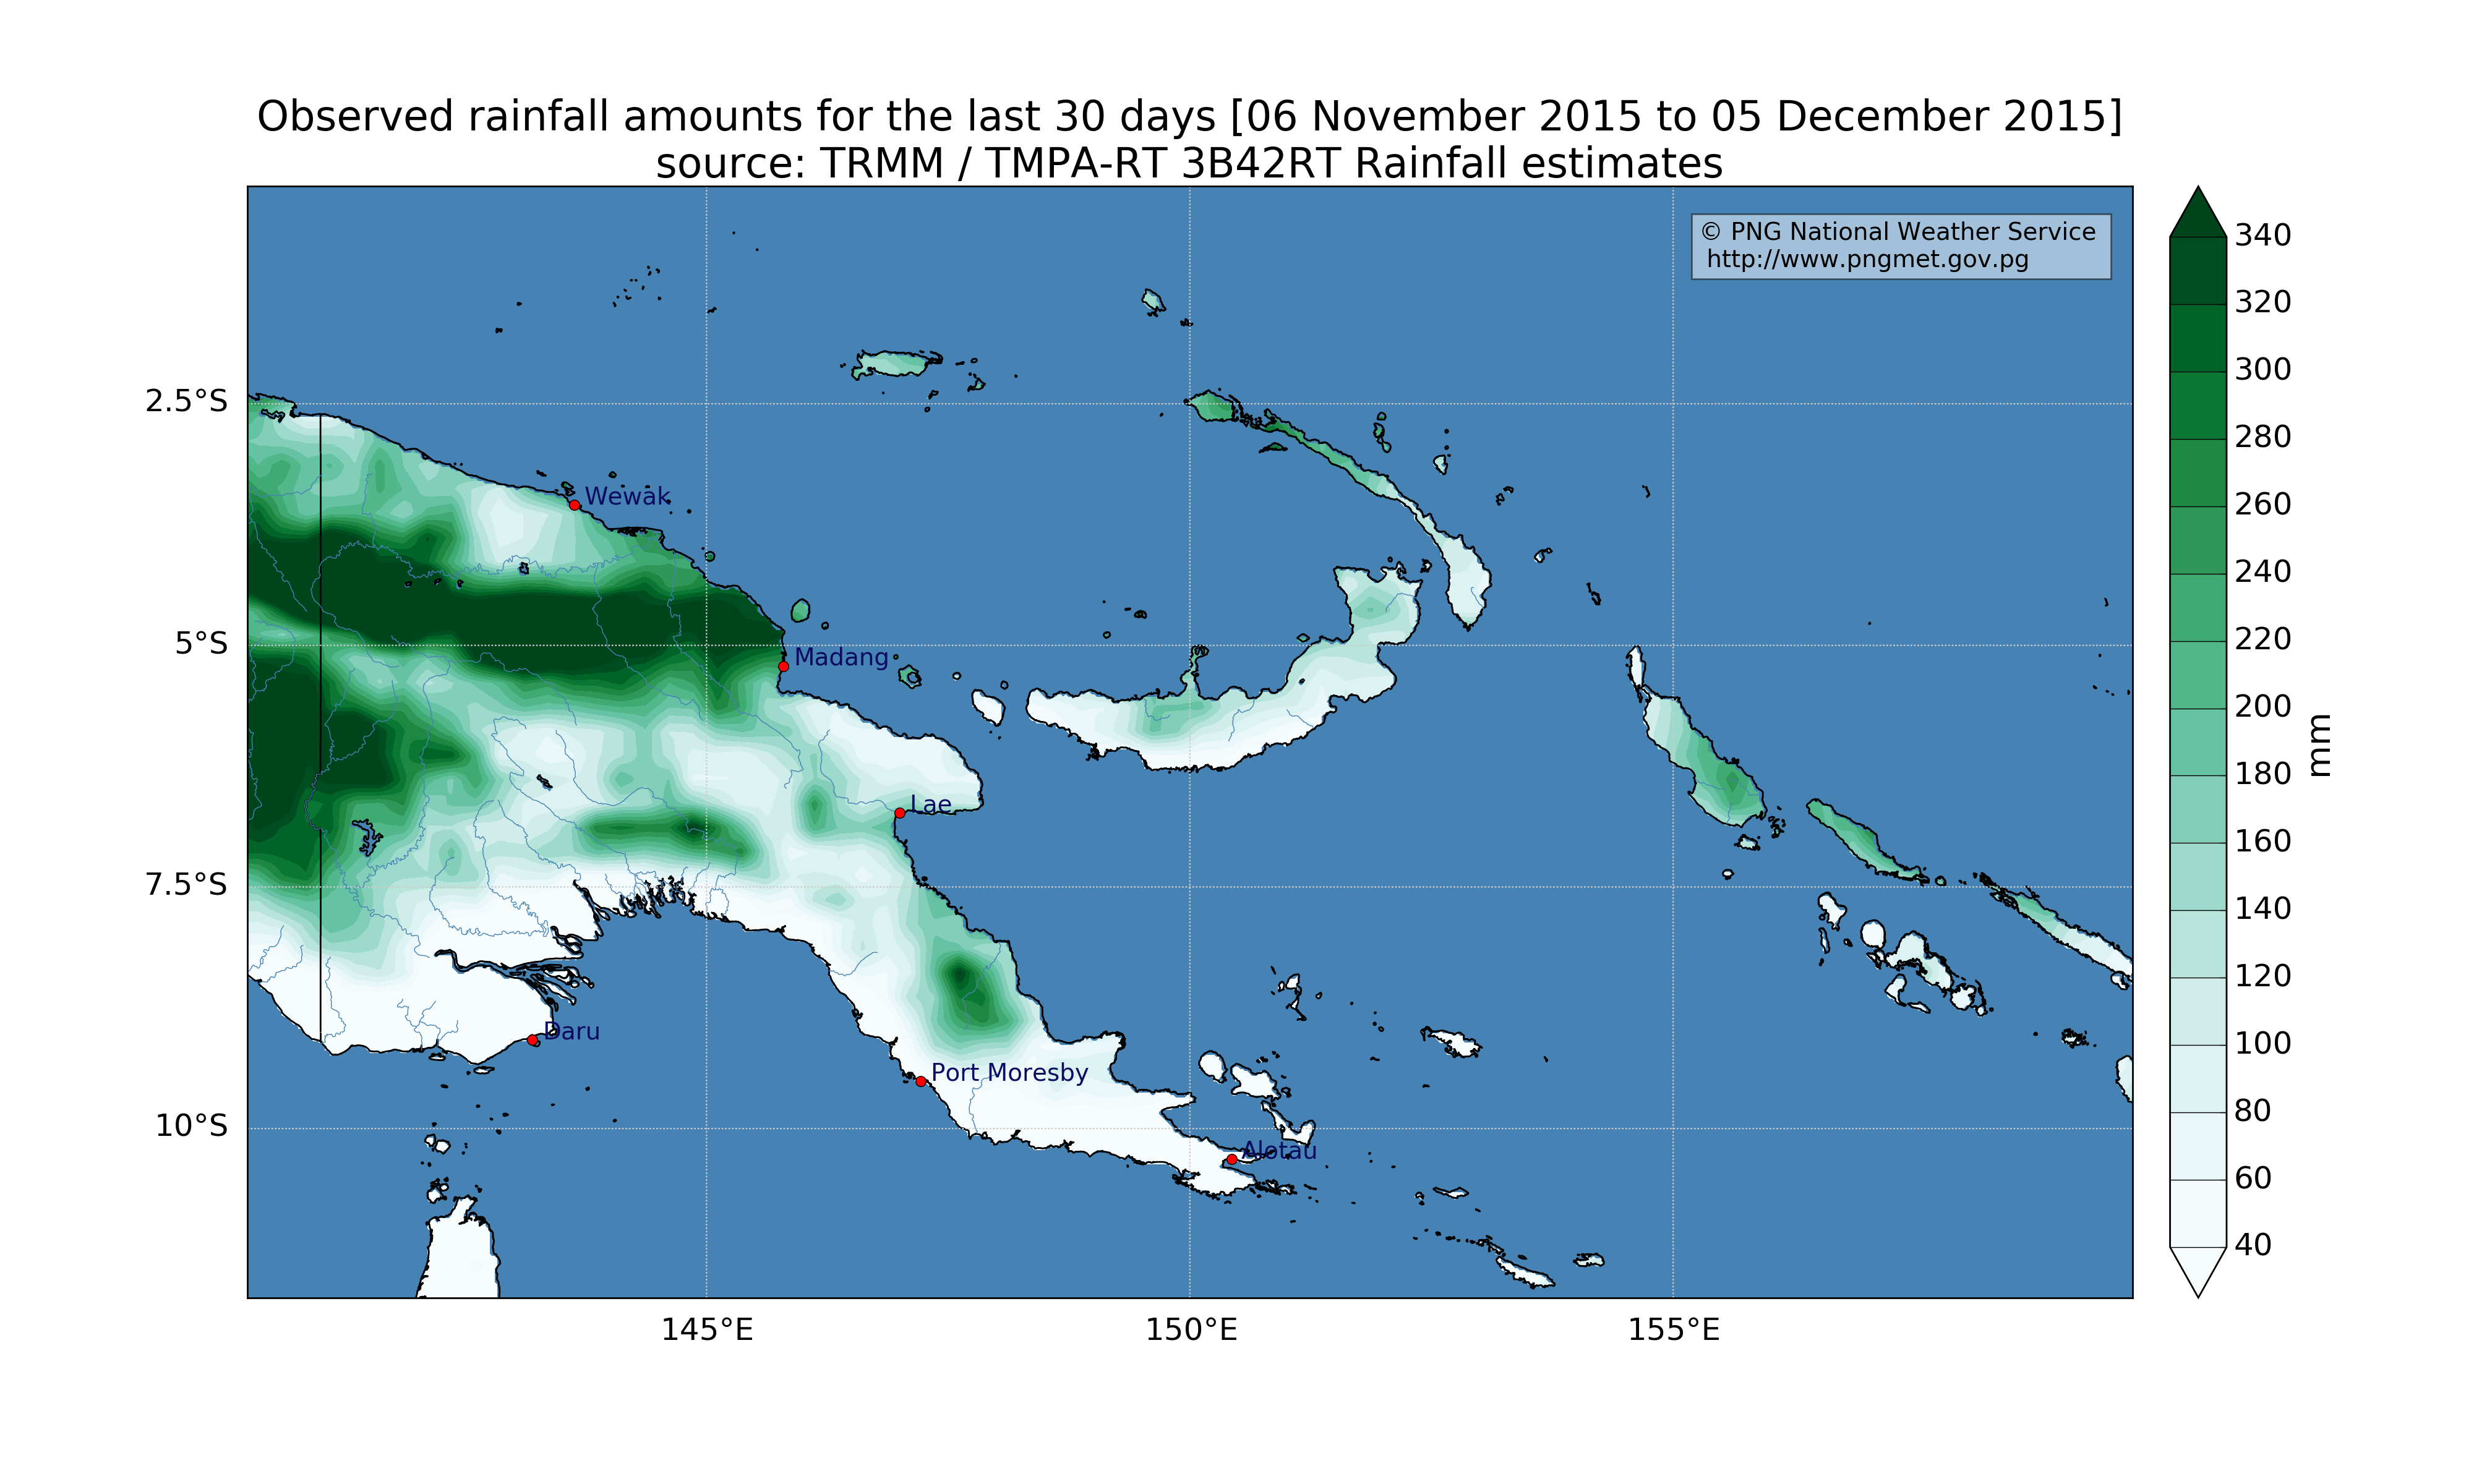 Observed rainfall amounts for the last 30 days [06 November 2015 to 05 December 2015]
source: TRMM / TMPA-RT 3B42RT Rainfall estimates
© PNG National Weather Service
http://www.pngmet.gov.pg
340
320
300
280
260
240
220
200
180
160
140
120
100
80
60
40
mm
2.5°S
5°S
7.5°S
10°S
Wewak
Madang
Lae
Daru
Port Moresby
Alotau
145°E
150°E
155°E